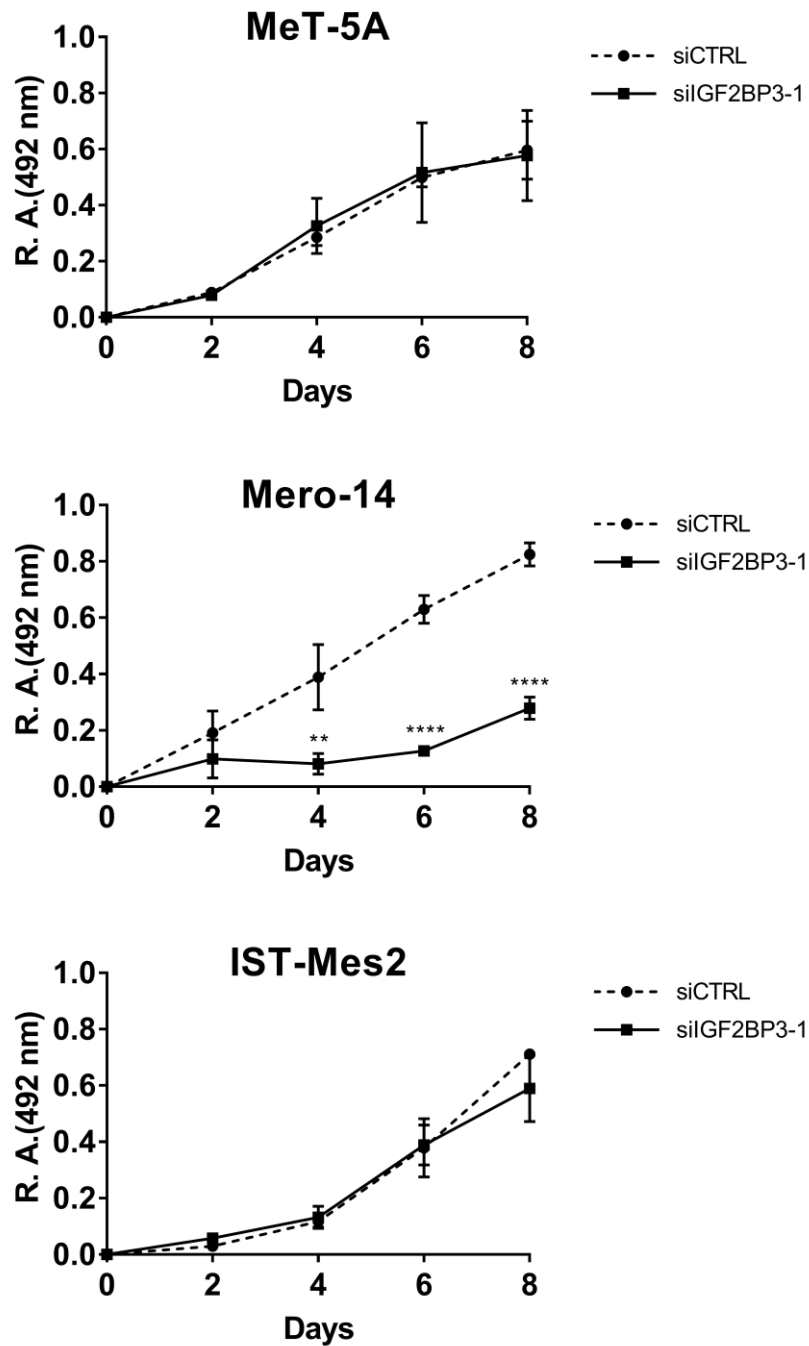 MeT-5A
siCTRL
siIGF2BP3-1
R. A.(492 nm)
1.0
0.8
0.6
0.4
0.2
0.0
0 2 4 6 8
Days
Mero-14
siCTRL
siIGF2BP3-1
R. A.(492 nm)
1.0
0.8
0.6
0.4
0.2
0.0
**
****
****
0 2 4 6 8
Days
IST-Mes2
siCTRL
siIGF2BP3-1
R. A.(492 nm)
1.0
0.8
0.6
0.4
0.2
0.0
0 2 4 6 8
Days